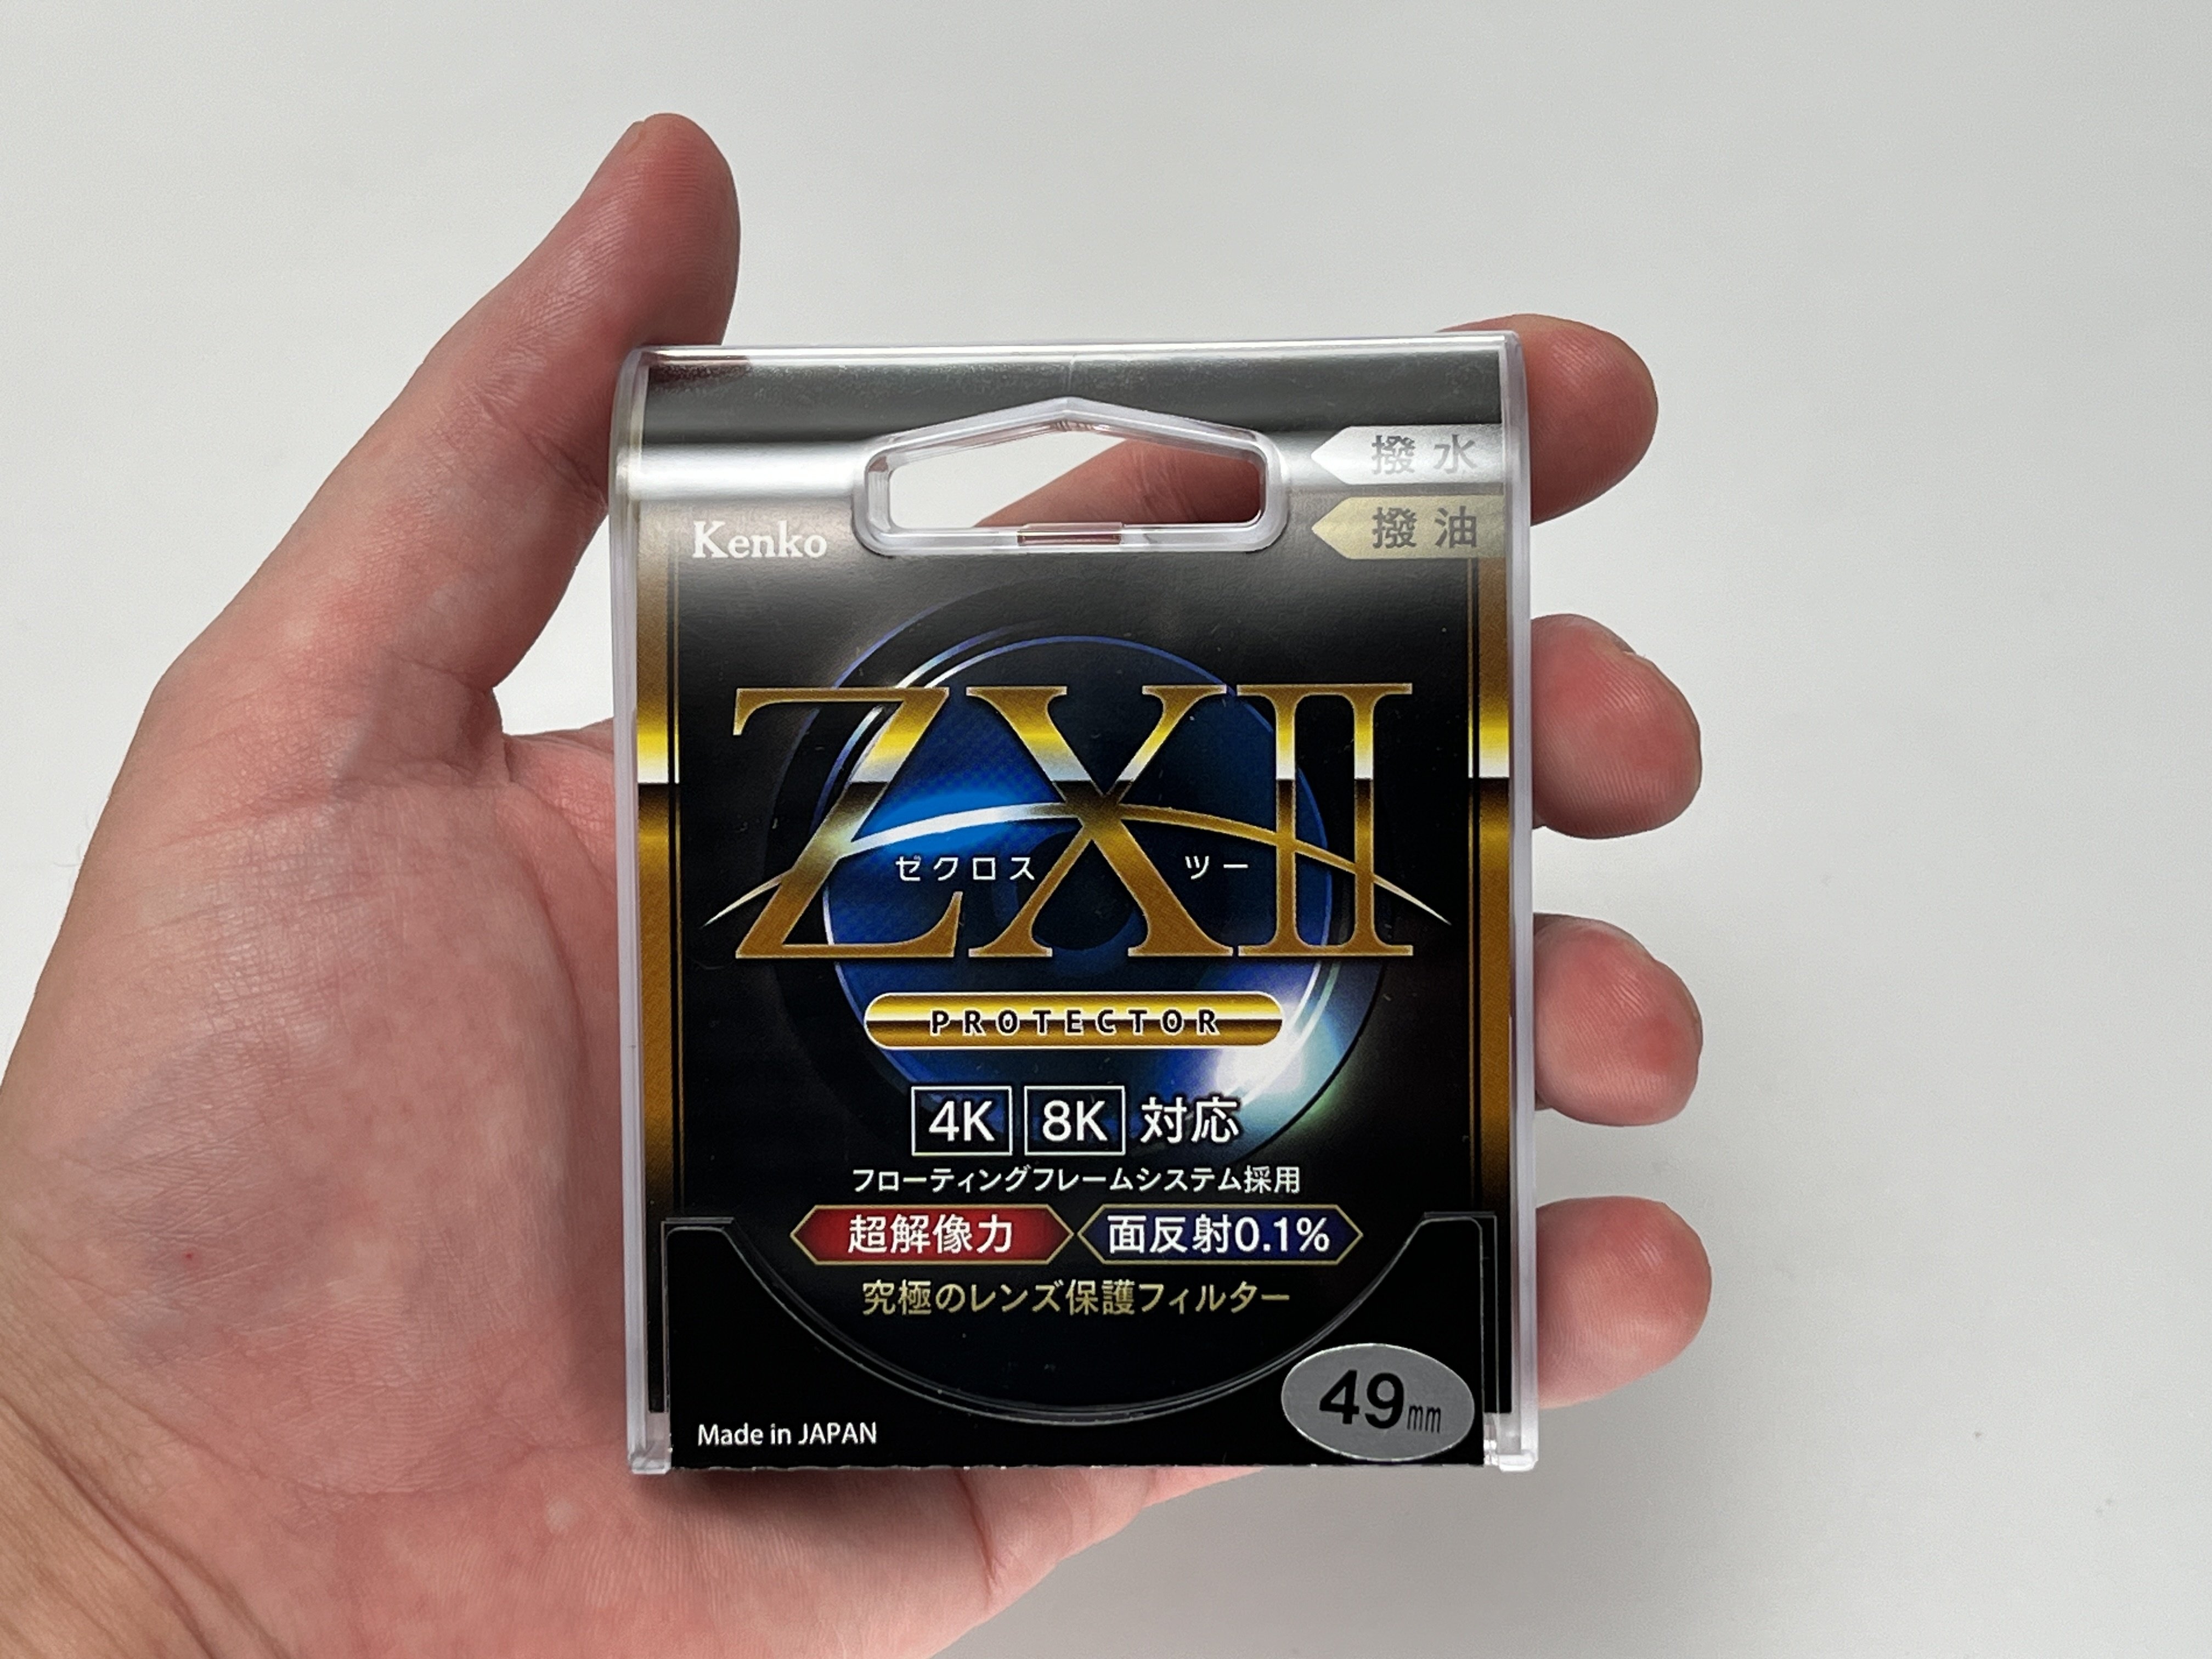 撥水
撥油
Kenko
ZXII
ゼクロス ツー
PROTECTOR
4K 8K 対応
フローティングフレームシステム採用
超解像力 面反射0.1%
究極のレンズ保護フィルター
49mm
Made in JAPAN